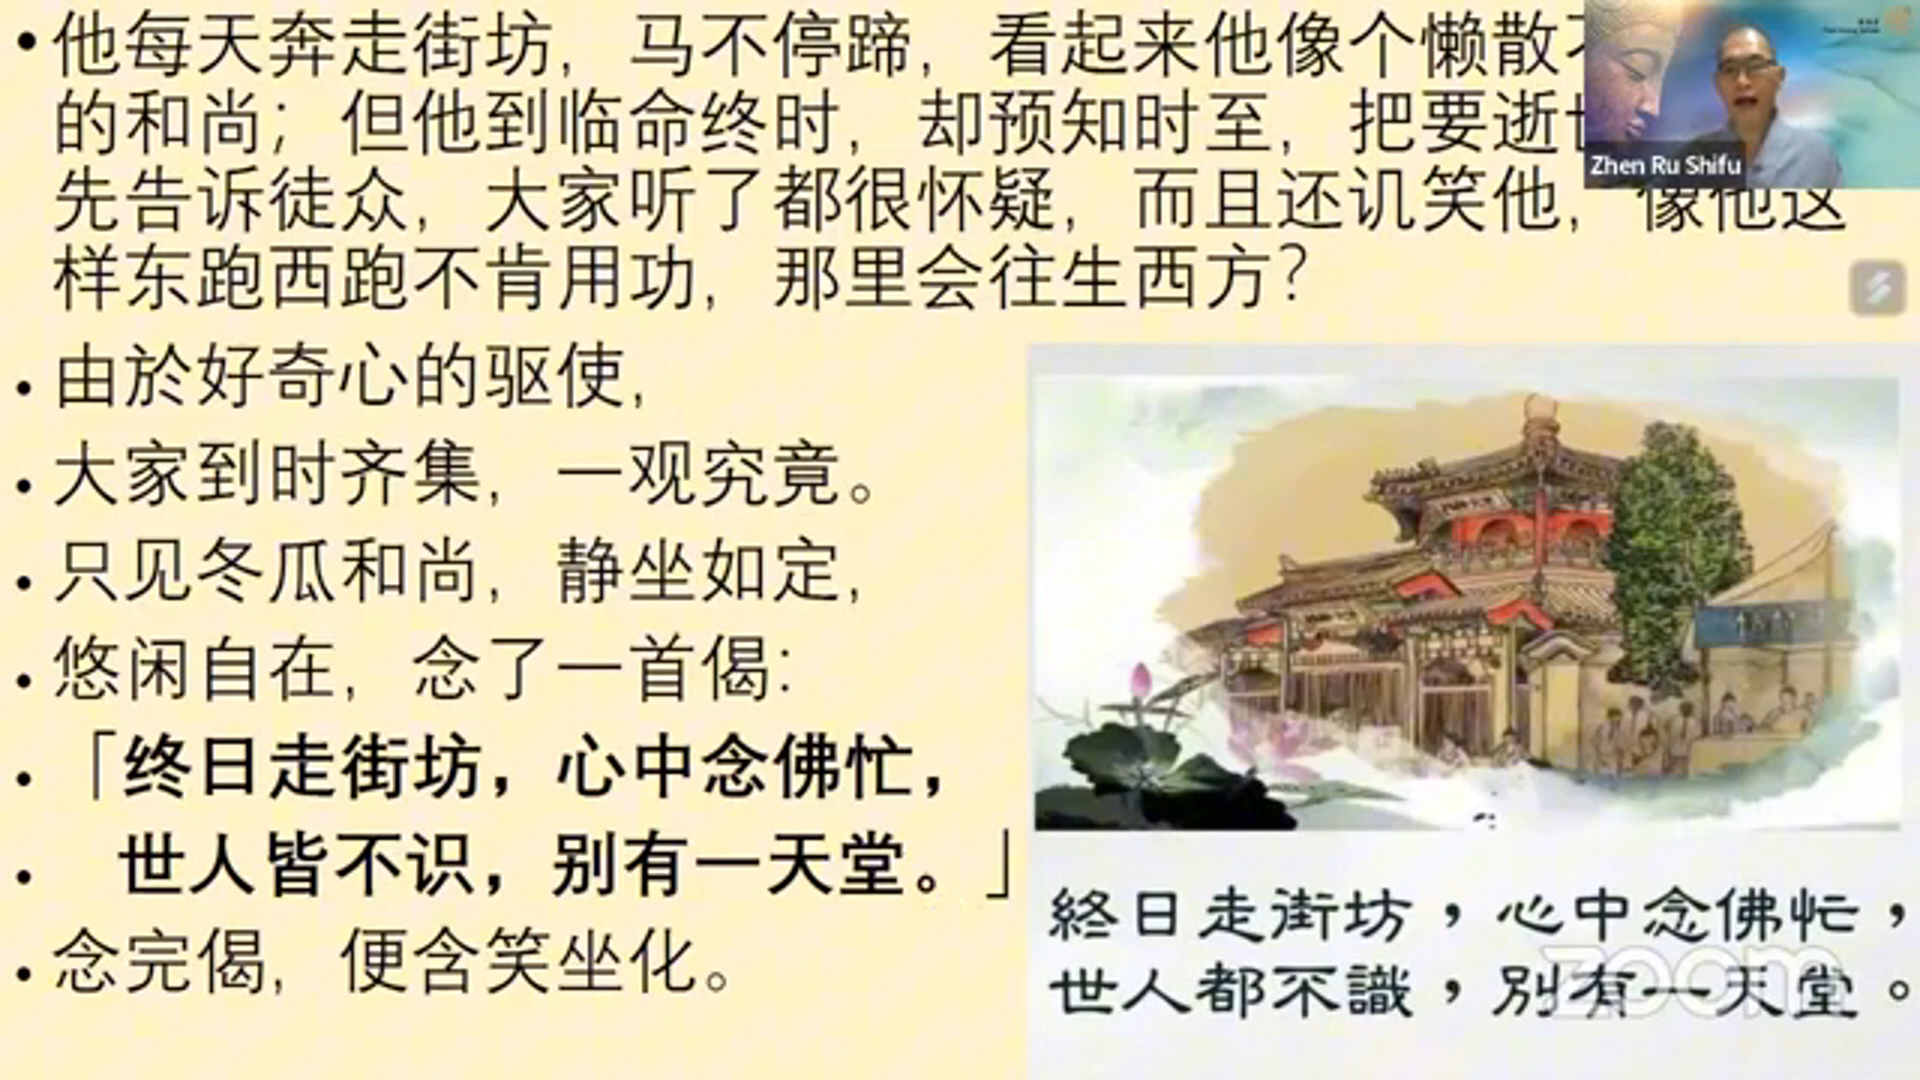 • 他每天奔走街坊，马不停蹄，看起来他像个懒散
的和尚；但他到临命终时，却预知时至，把要逝
先告诉徒众，大家听了都很怀疑，而且还讥笑他，像他这
样东跑西跑不肯用功，那里会往生西方？
• 由於好奇心的驱使，
• 大家到时齐集，一观究竟。
• 只见冬瓜和尚，静坐如定，
• 悠闲自在，念了一首偈：
• 「终日走街坊，心中念佛忙，
• 世人皆不识，别有一天堂。」
• 念完偈，便含笑坐化。
Zhen Ru Shifu
終日走街坊，心中念佛忙，
世人都不識，別有一天堂。
zoom